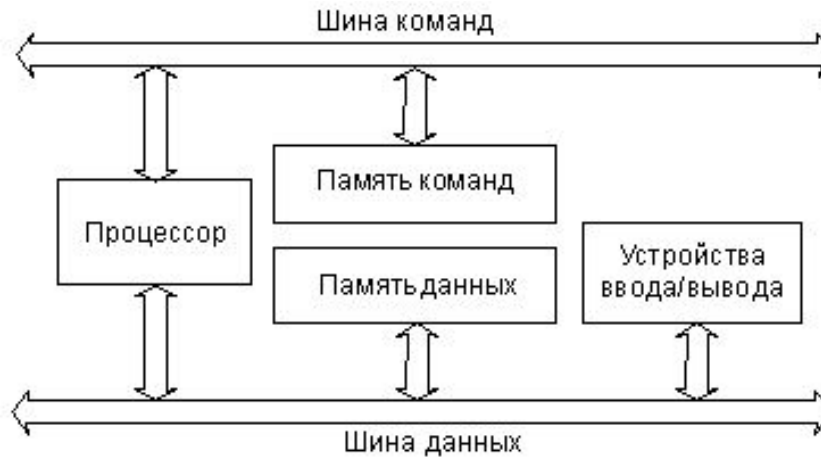 Шина команд
Память команд
Процессор
Память данных
Устройства
ввода/вывода
Шина данных